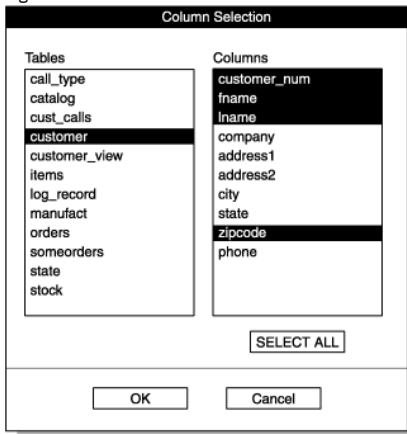 Column Selection
Tables
call_type
catalog
cust_calls
customer
customer_view
items
log_record
manufact
orders
someorders
state
stock
Columns
customer_num
fname
lname
company
address1
address2
city
state
zipcode
phone
SELECT ALL
OK
Cancel